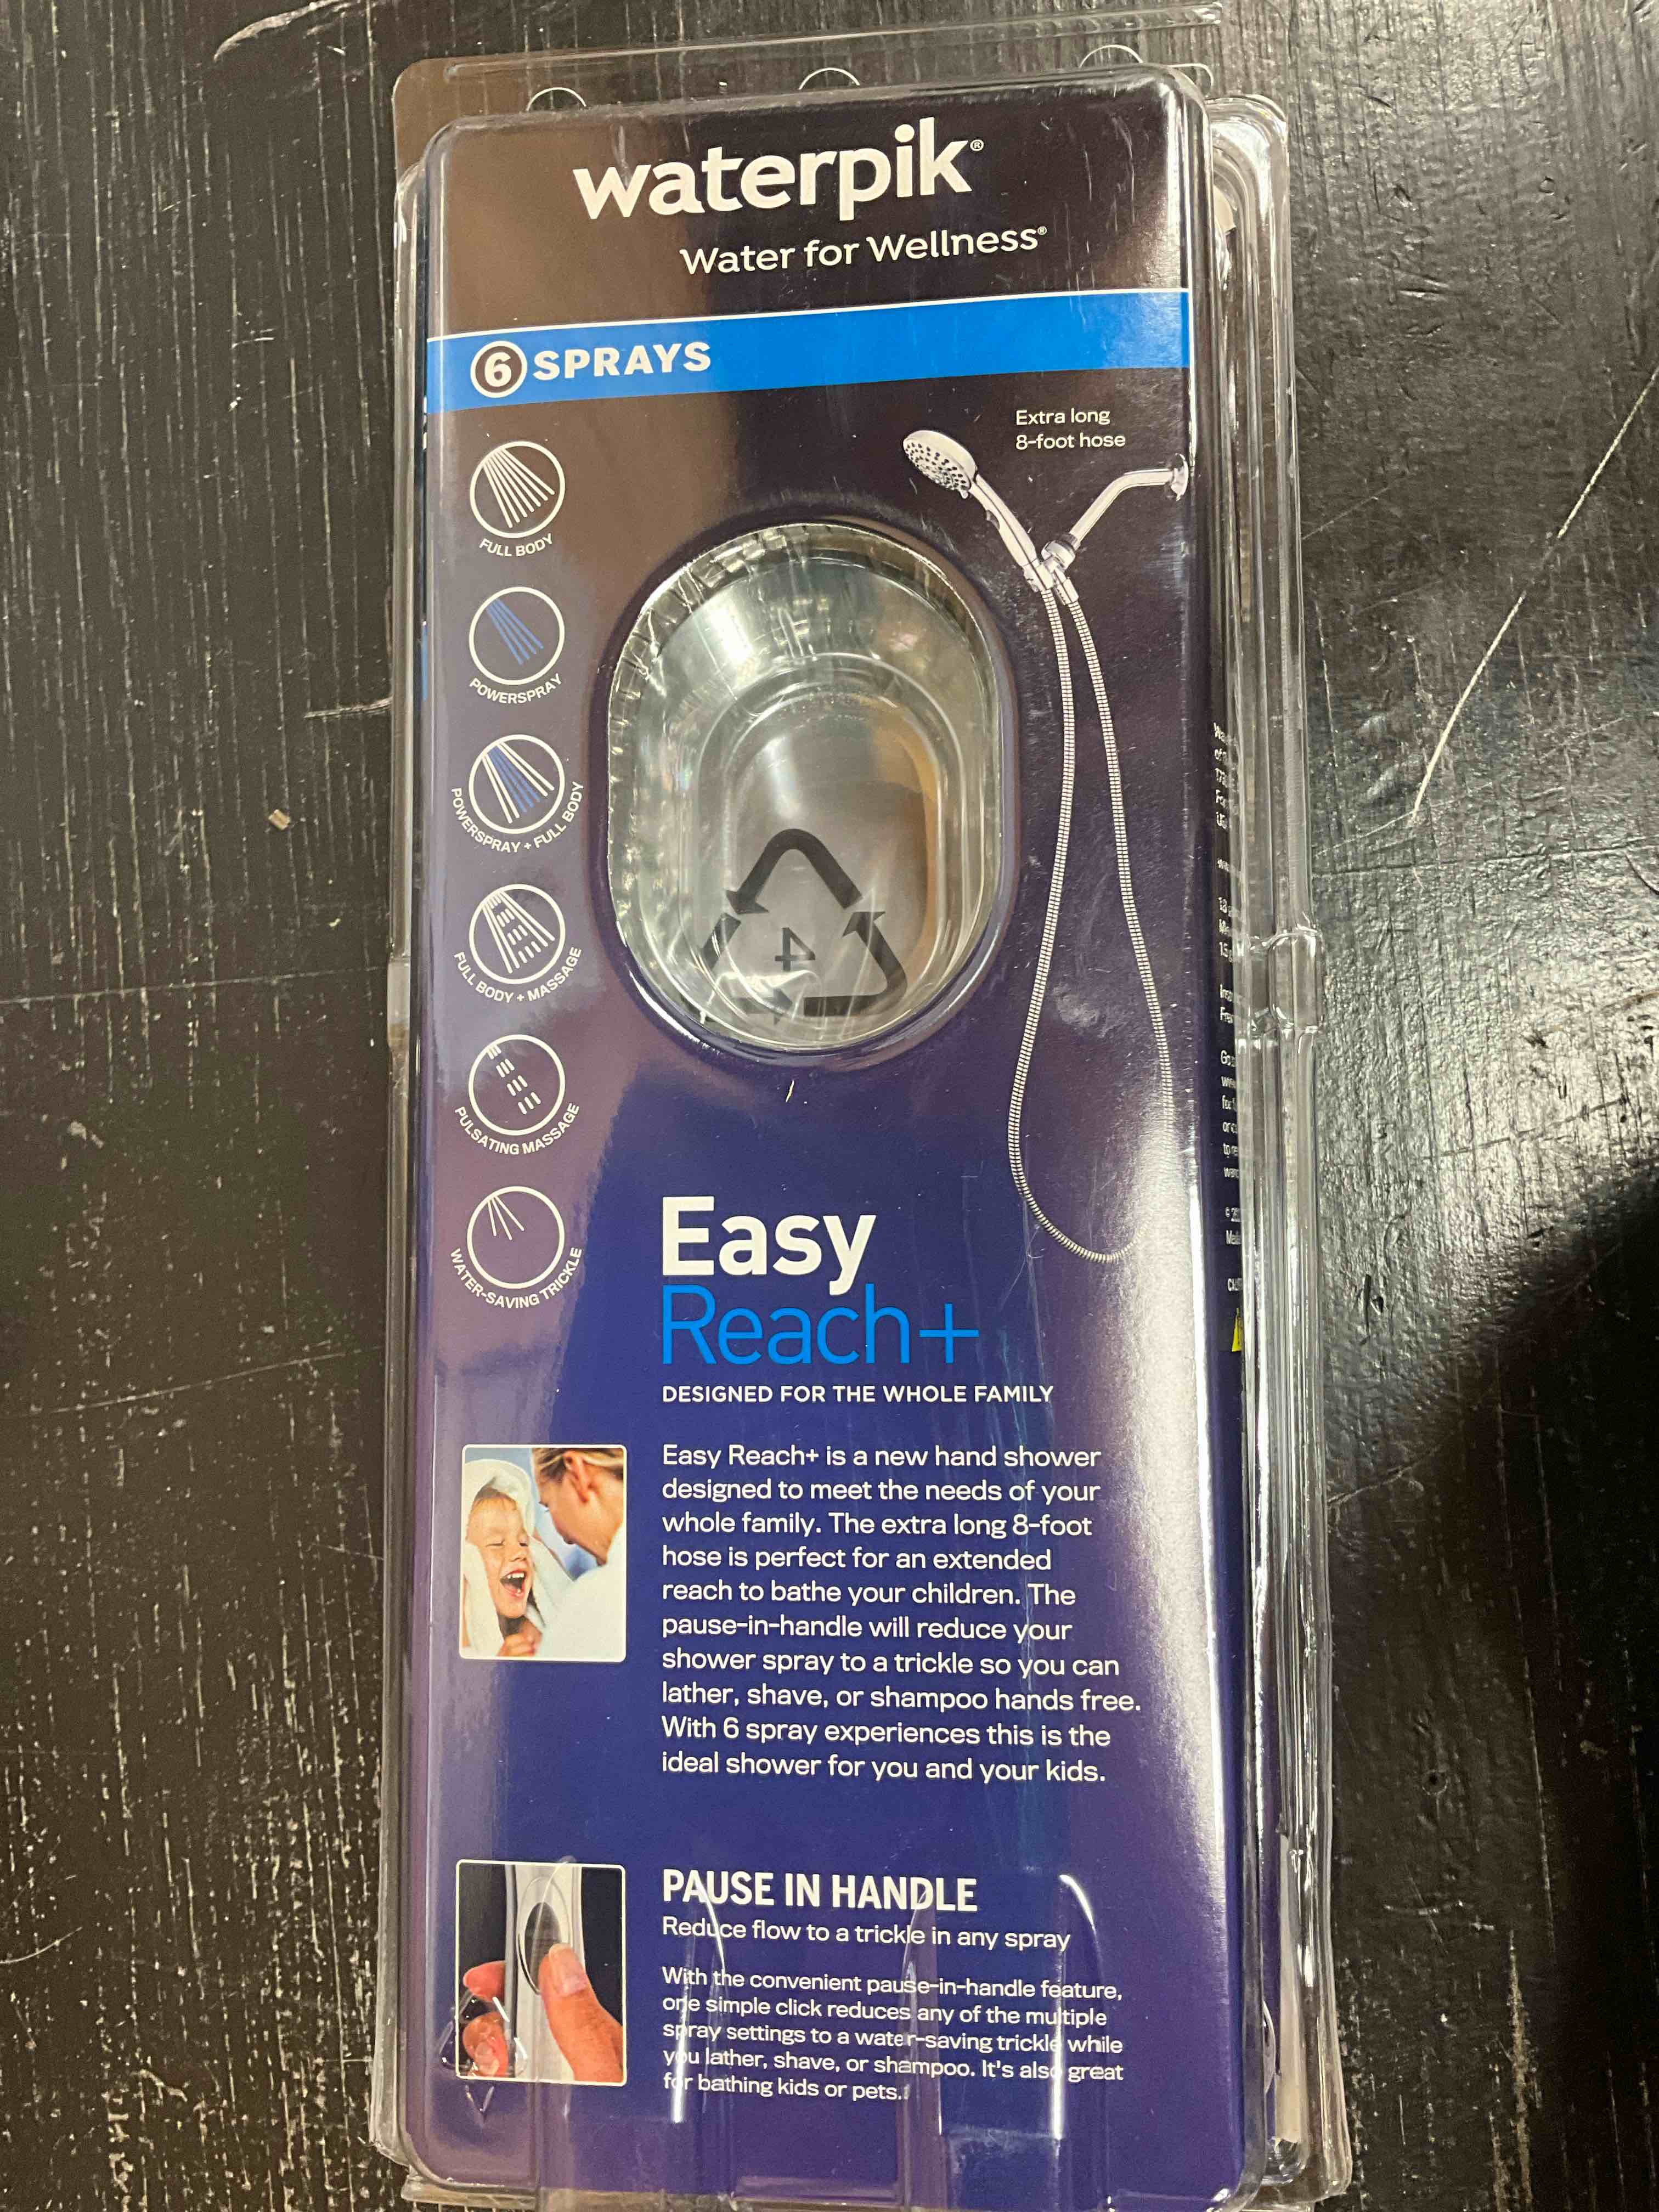 waterpik®
Water for Wellness®
6 SPRAYS
Extra long
8-foot hose
FULL BODY
POWERSPRAY
POWERSPRAY + FULL BODY
FULL BODY + MASSAGE
PULSATING MASSAGE
WATER-SAVING TRICKLE
4
Easy
Reach+
DESIGNED FOR THE WHOLE FAMILY
Easy Reach+ is a new hand shower
designed to meet the needs of your
whole family. The extra long 8-foot
hose is perfect for an extended
reach to bathe your children. The
pause-in-handle will reduce your
shower spray to a trickle so you can
lather, shave, or shampoo hands free.
With 6 spray experiences this is the
ideal shower for you and your kids.
PAUSE IN HANDLE
Reduce flow to a trickle in any spray
With the convenient pause-in-handle feature,
one simple click reduces any of the multiple
spray settings to a water-saving trickle while
you lather, shave, or shampoo. It's also great
for bathing kids or pets.